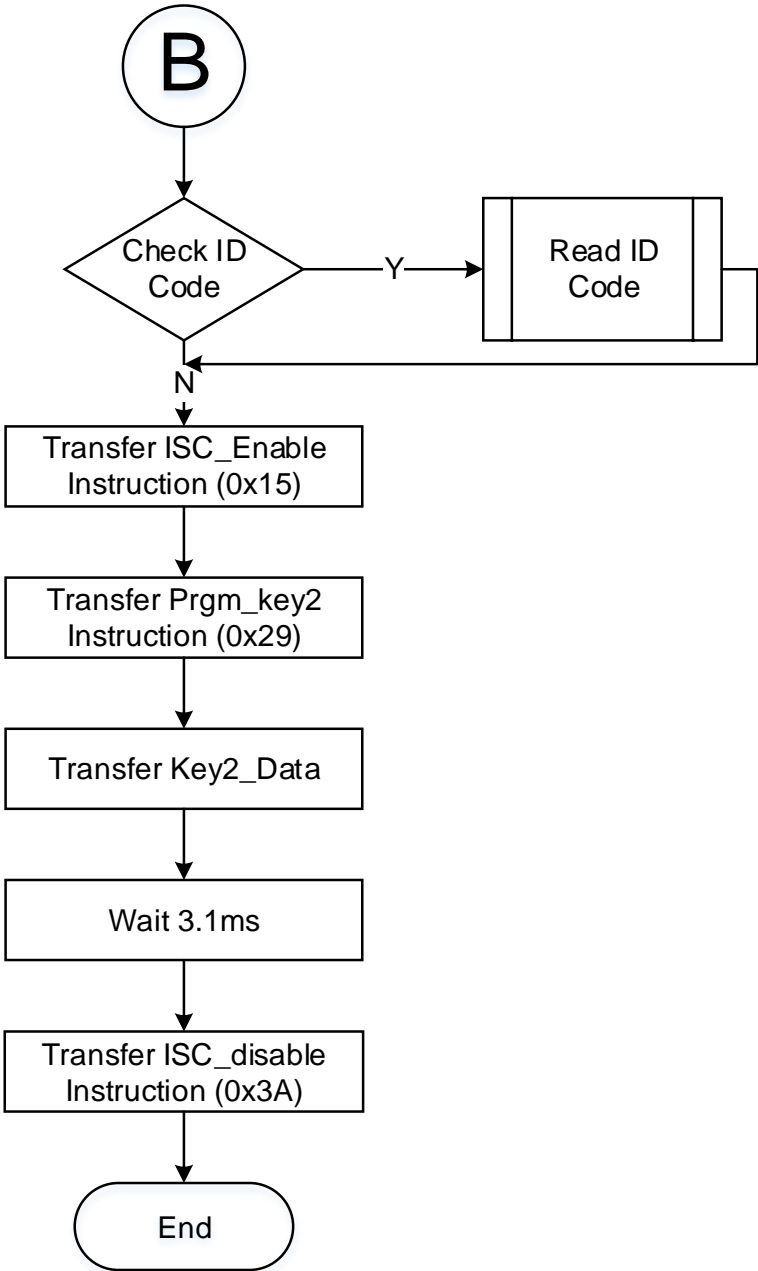 B
Check ID
Code
Y
Read ID
Code
N
Transfer ISC_Enable
Instruction (0x15)
Transfer Prgm_key2
Instruction (0x29)
Transfer Key2_Data
Wait 3.1ms
Transfer ISC_disable
Instruction (0x3A)
End